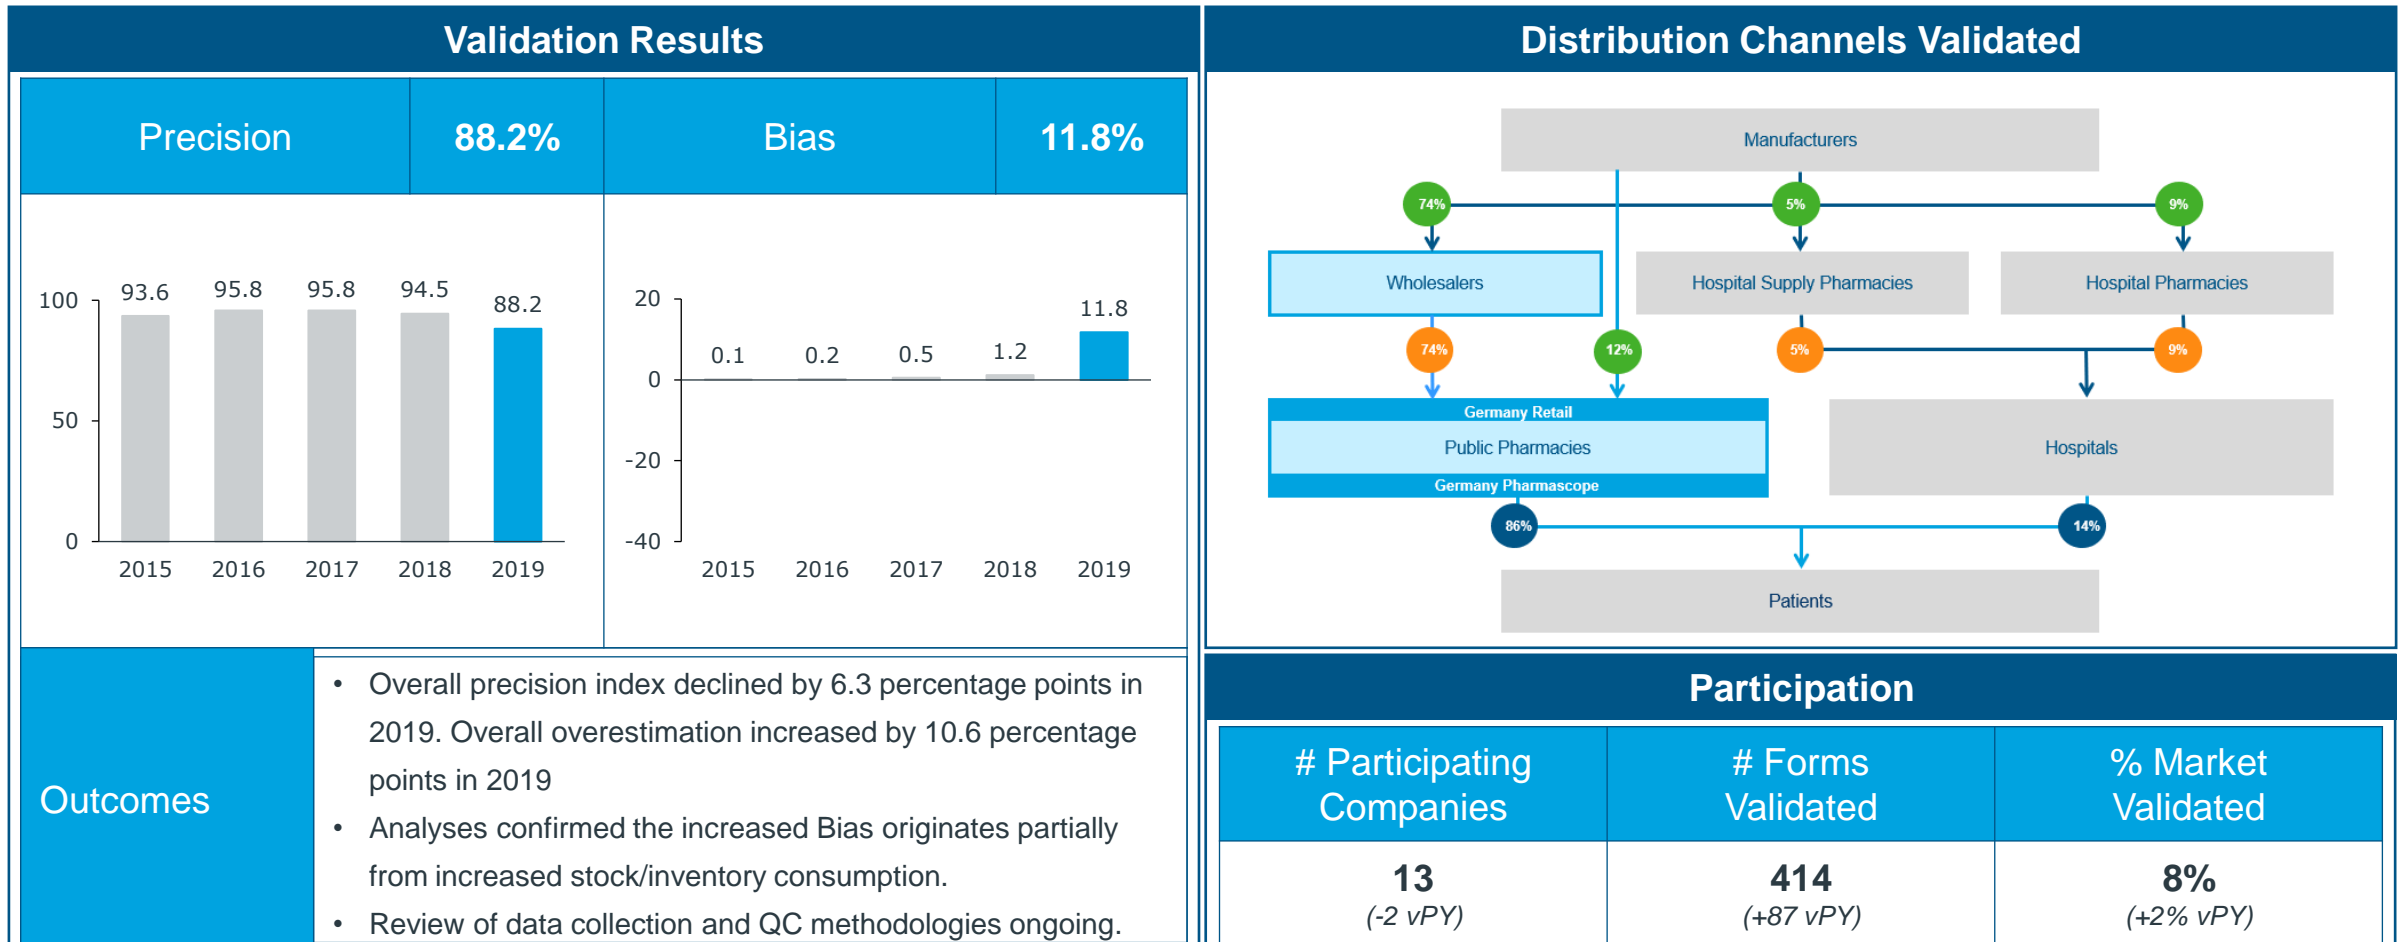 Validation Results
Precision
88.2%
Bias
11.8%
100
50
0
93.6
95.8
95.8
94.5
88.2
2015
2016
2017
2018
2019
20
0
-20
-40
0.1
0.2
0.5
1.2
11.8
2015
2016
2017
2018
2019
Outcomes
• Overall precision index declined by 6.3 percentage points in
2019. Overall overestimation increased by 10.6 percentage
points in 2019
• Analyses confirmed the increased Bias originates partially
from increased stock/inventory consumption.
• Review of data collection and QC methodologies ongoing.
Distribution Channels Validated
Manufacturers
74%
5%
9%
Wholesalers
Hospital Supply Pharmacies
Hospital Pharmacies
74%
12%
5%
9%
Germany Retail
Public Pharmacies
Germany Pharmascope
Hospitals
86%
14%
Patients
Participation
# Participating
Companies
# Forms
Validated
% Market
Validated
13
(-2 vPY)
414
(+87 vPY)
8%
(+2% vPY)